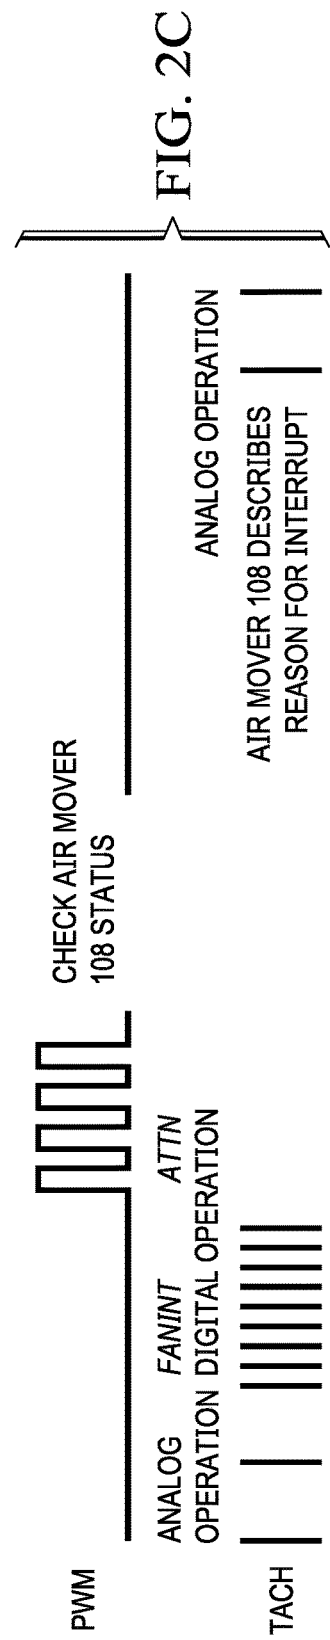 PWM
CHECK AIR MOVER
108 STATUS
ANALOG
OPERATION
FANINT
ATTN
DIGITAL OPERATION
ANALOG OPERATION
TACH
AIR MOVER 108 DESCRIBES
REASON FOR INTERRUPT
FIG. 2C